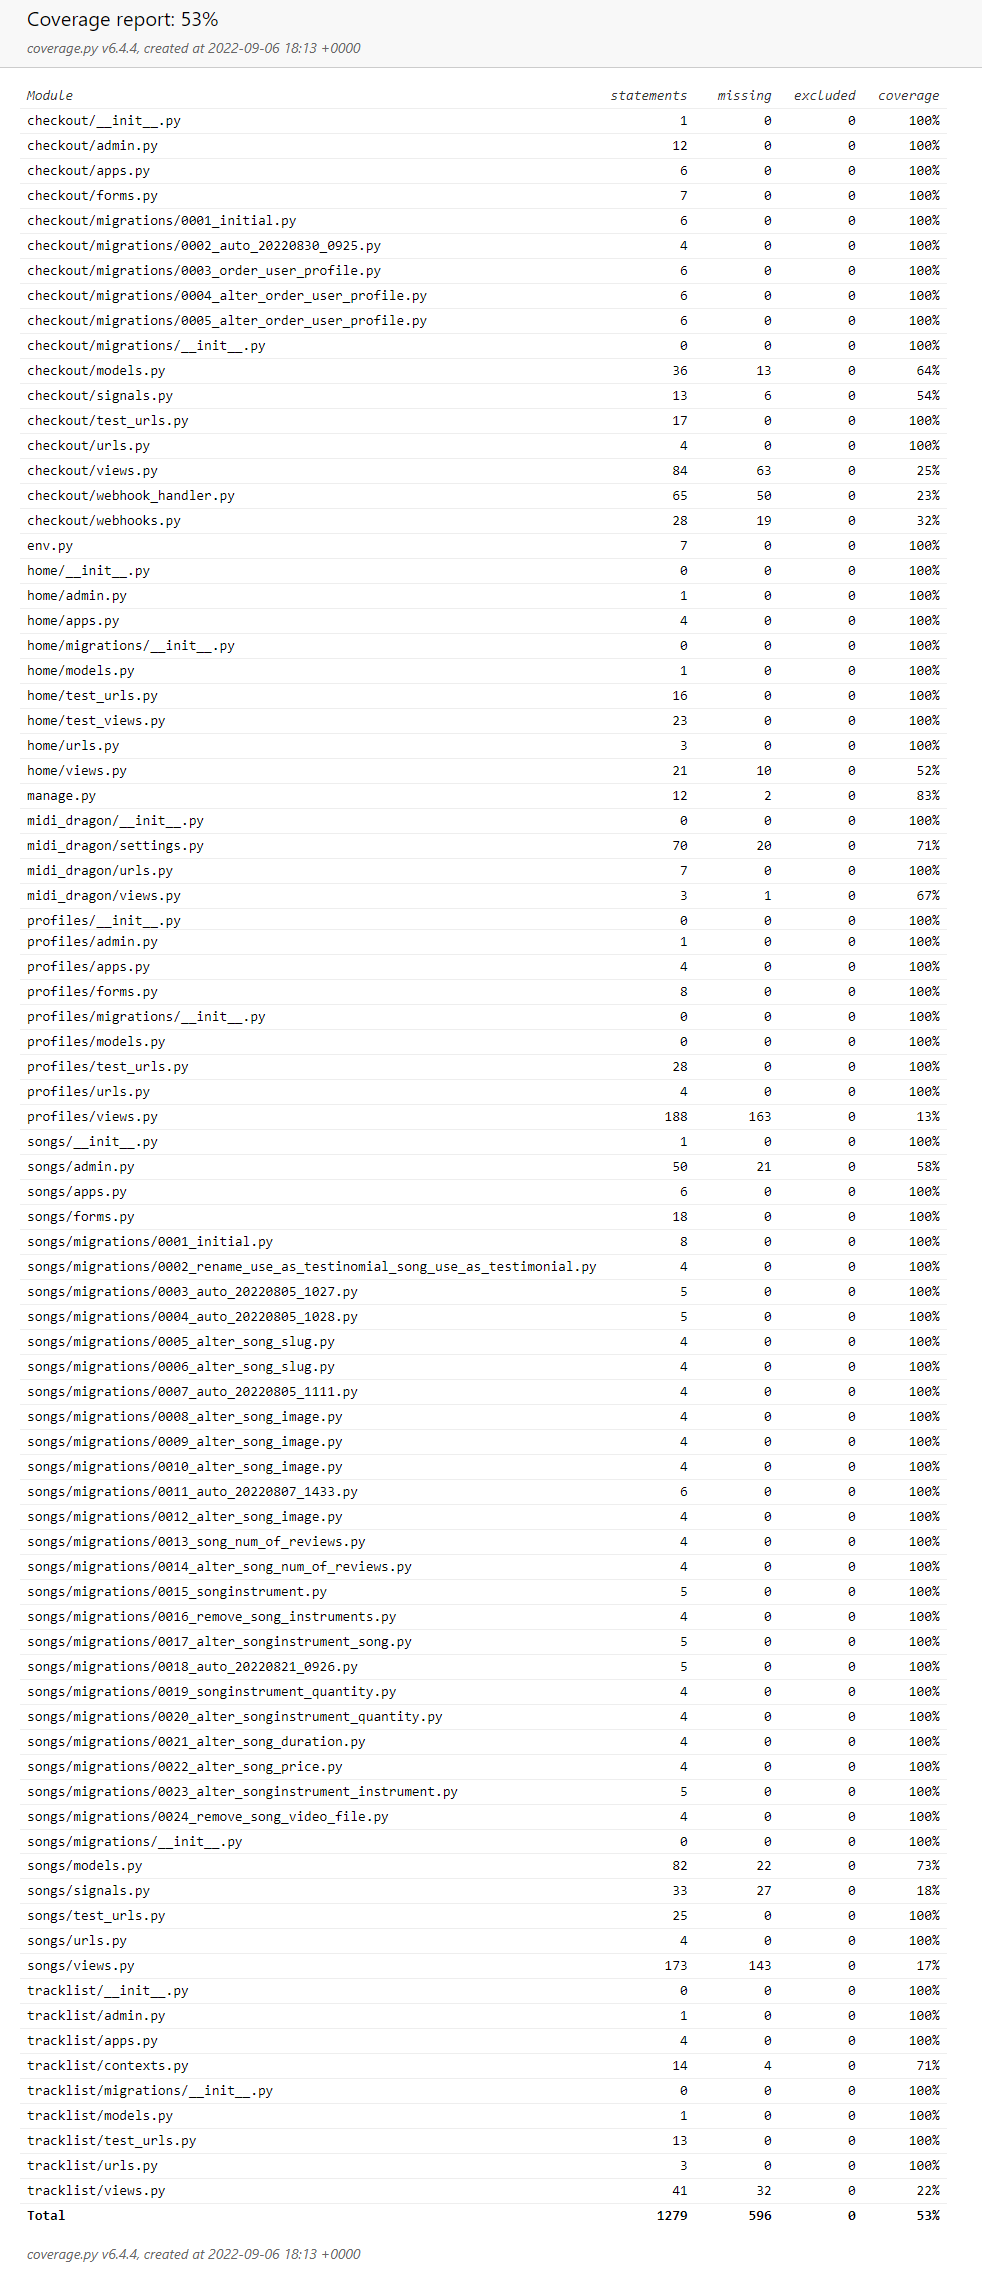 Coverage report: 53%
coverage.py v6.4.4, created at 2022-09-06 18:13 +0000
Module statements missing excluded coverage
checkout/__init__.py 1 0 0 100%
checkout/admin.py 12 0 0 100%
checkout/apps.py 6 0 0 100%
checkout/forms.py 7 0 0 100%
checkout/migrations/0001_initial.py 6 0 0 100%
checkout/migrations/0002_auto_20220830_0925.py 4 0 0 100%
checkout/migrations/0003_order_user_profile.py 6 0 0 100%
checkout/migrations/0004_alter_order_user_profile.py 6 0 0 100%
checkout/migrations/0005_alter_order_user_profile.py 6 0 0 100%
checkout/migrations/__init__.py 0 0 0 100%
checkout/models.py 36 13 0 64%
checkout/signals.py 13 6 0 54%
checkout/test_urls.py 17 0 0 100%
checkout/urls.py 4 0 0 100%
checkout/views.py 84 63 0 25%
checkout/webhook_handler.py 65 50 0 23%
checkout/webhooks.py 28 19 0 32%
env.py 7 0 0 100%
home/__init__.py 0 0 0 100%
home/admin.py 1 0 0 100%
home/apps.py 4 0 0 100%
home/migrations/__init__.py 0 0 0 100%
home/models.py 1 0 0 100%
home/test_urls.py 16 0 0 100%
home/test_views.py 23 0 0 100%
home/urls.py 3 0 0 100%
home/views.py 21 10 0 52%
manage.py 12 2 0 83%
midi_dragon/__init__.py 0 0 0 100%
midi_dragon/settings.py 70 20 0 71%
midi_dragon/urls.py 7 0 0 100%
midi_dragon/views.py 3 1 0 67%
profiles/__init__.py 0 0 0 100%
profiles/admin.py 1 0 0 100%
profiles/apps.py 4 0 0 100%
profiles/forms.py 8 0 0 100%
profiles/migrations/__init__.py 0 0 0 100%
profiles/models.py 0 0 0 100%
profiles/test_urls.py 28 0 0 100%
profiles/urls.py 4 0 0 100%
profiles/views.py 188 163 0 13%
songs/__init__.py 1 0 0 100%
songs/admin.py 50 21 0 58%
songs/apps.py 6 0 0 100%
songs/forms.py 18 0 0 100%
songs/migrations/0001_initial.py 8 0 0 100%
songs/migrations/0002_rename_use_as_testinomial_song_use_as_testimonial.py 4 0 0 100%
songs/migrations/0003_auto_20220805_1027.py 5 0 0 100%
songs/migrations/0004_auto_20220805_1028.py 5 0 0 100%
songs/migrations/0005_alter_song_slug.py 4 0 0 100%
songs/migrations/0006_alter_song_slug.py 4 0 0 100%
songs/migrations/0007_auto_20220805_1111.py 4 0 0 100%
songs/migrations/0008_alter_song_image.py 4 0 0 100%
songs/migrations/0009_alter_song_image.py 4 0 0 100%
songs/migrations/0010_alter_song_image.py 4 0 0 100%
songs/migrations/0011_auto_20220807_1433.py 6 0 0 100%
songs/migrations/0012_alter_song_image.py 4 0 0 100%
songs/migrations/0013_song_num_of_reviews.py 4 0 0 100%
songs/migrations/0014_alter_song_num_of_reviews.py 4 0 0 100%
songs/migrations/0015_songinstrument.py 5 0 0 100%
songs/migrations/0016_remove_song_instruments.py 4 0 0 100%
songs/migrations/0017_alter_songinstrument_song.py 5 0 0 100%
songs/migrations/0018_auto_20220821_0926.py 5 0 0 100%
songs/migrations/0019_songinstrument_quantity.py 4 0 0 100%
songs/migrations/0020_alter_songinstrument_quantity.py 4 0 0 100%
songs/migrations/0021_alter_song_duration.py 4 0 0 100%
songs/migrations/0022_alter_song_price.py 4 0 0 100%
songs/migrations/0023_alter_songinstrument_instrument.py 5 0 0 100%
songs/migrations/0024_remove_song_video_file.py 4 0 0 100%
songs/migrations/__init__.py 0 0 0 100%
songs/models.py 82 22 0 73%
songs/signals.py 33 27 0 18%
songs/test_urls.py 25 0 0 100%
songs/urls.py 4 0 0 100%
songs/views.py 173 143 0 17%
tracklist/__init__.py 0 0 0 100%
tracklist/admin.py 1 0 0 100%
tracklist/apps.py 4 0 0 100%
tracklist/contexts.py 14 4 0 71%
tracklist/migrations/__init__.py 0 0 0 100%
tracklist/models.py 1 0 0 100%
tracklist/test_urls.py 13 0 0 100%
tracklist/urls.py 3 0 0 100%
tracklist/views.py 41 32 0 22%
Total 1279 596 0 53%
coverage.py v6.4.4, created at 2022-09-06 18:13 +0000